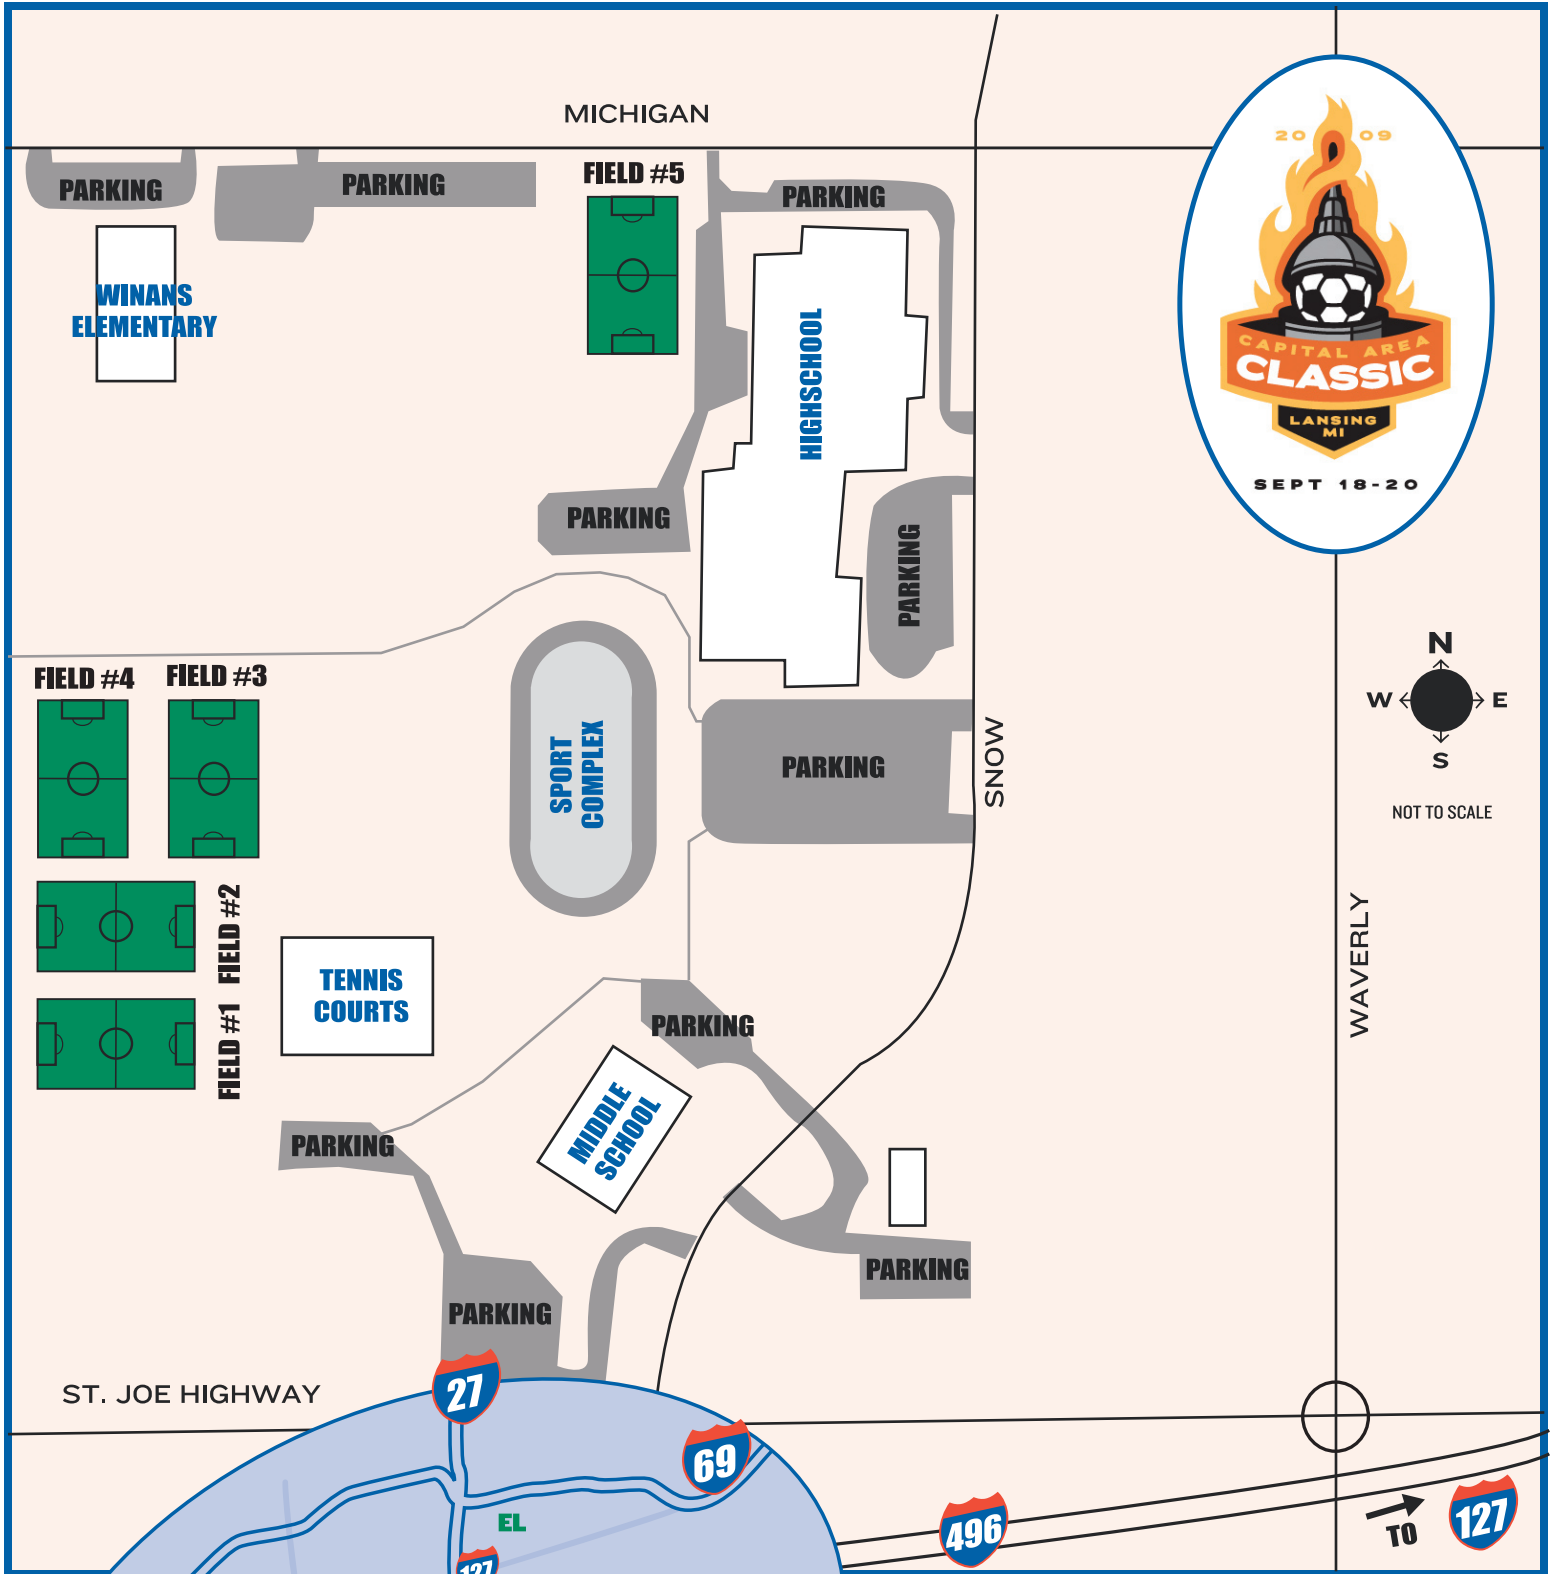 MICHIGAN
20 09
CAPITAL AREA
CLASSIC
LANSING
MI
SEPT 18-20
PARKING
PARKING
FIELD #5
PARKING
WINANS
ELEMENTARY
HIGHSCHOOL
PARKING
PARKING
N
W E
S
NOT TO SCALE
FIELD #4
FIELD #3
SPORT
COMPLEX
PARKING
SNOW
FIELD #2
FIELD #1
TENNIS
COURTS
WAVERLY
PARKING
MIDDLE
SCHOOL
PARKING
PARKING
PARKING
ST. JOE HIGHWAY
27
69
EL
496
TO
127
127